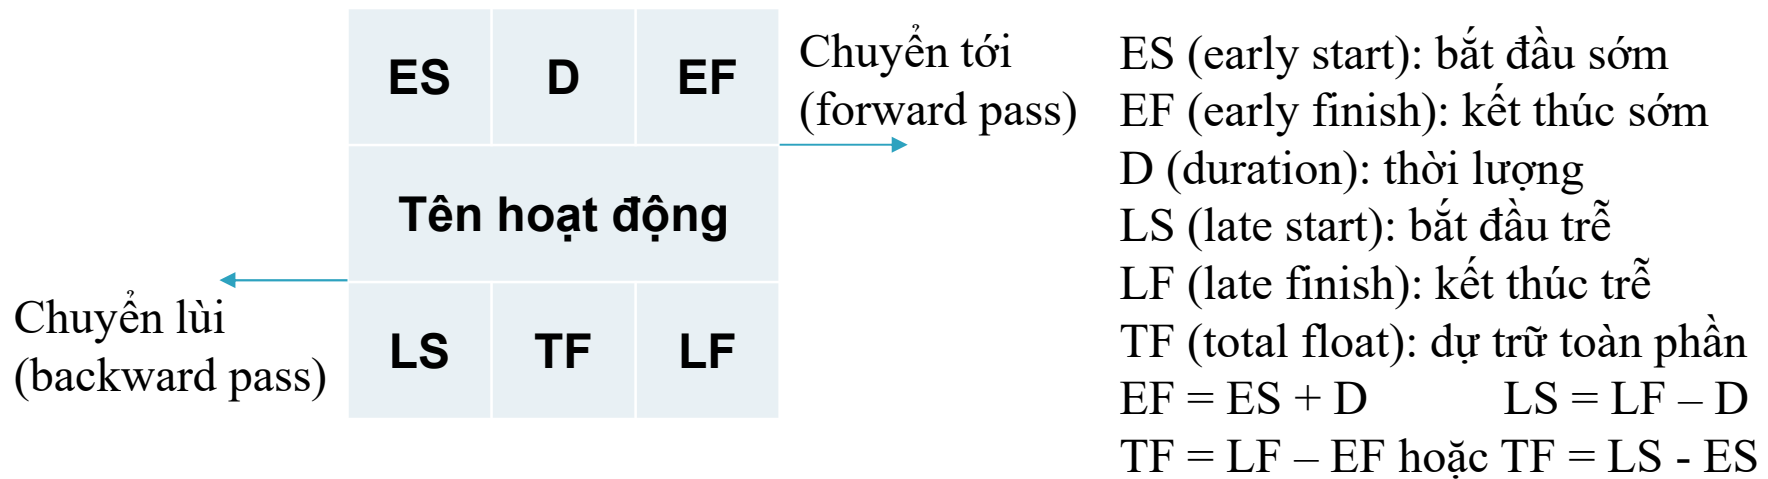 ES D EF
Tên hoạt động
LS TF LF
Chuyển tới
(forward pass)
Chuyển lùi
(backward pass)
ES (early start): bắt đầu sớm
EF (early finish): kết thúc sớm
D (duration): thời lượng
LS (late start): bắt đầu trễ
LF (late finish): kết thúc trễ
TF (total float): dự trữ toàn phần
EF = ES + D LS = LF – D
TF = LF – EF hoặc TF = LS - ES